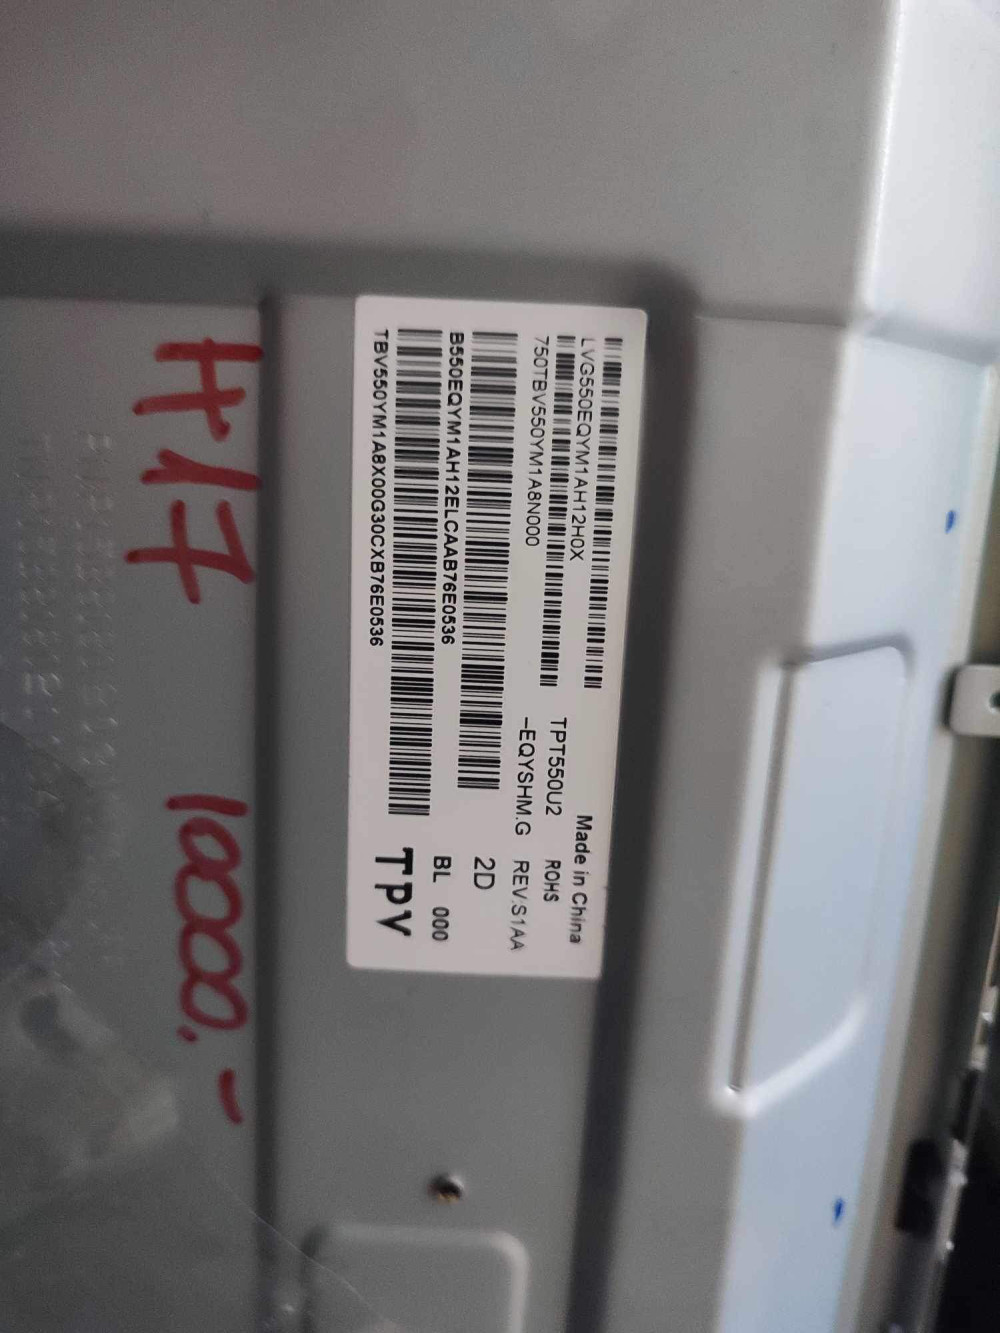 LVG550EQYM1AH12H0X
Made in China
750TBV550YM1A8N000
TPT550U2
ROHS
-EQYSHM.G
REV:S1AA
B550EQYM1AH12ELCAAB76E0536
2D
TBV550YM1A8X00G30CXB76E0536
BL 000
TPV
H17 10000.-